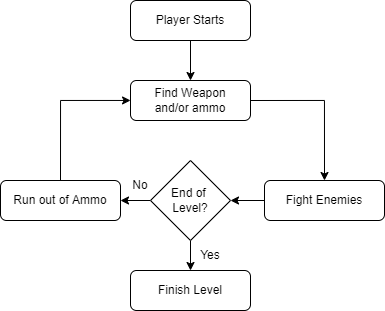 Player Starts
Find Weapon
and/or ammo
No
End of
Level?
Run out of Ammo
Fight Enemies
Yes
Finish Level